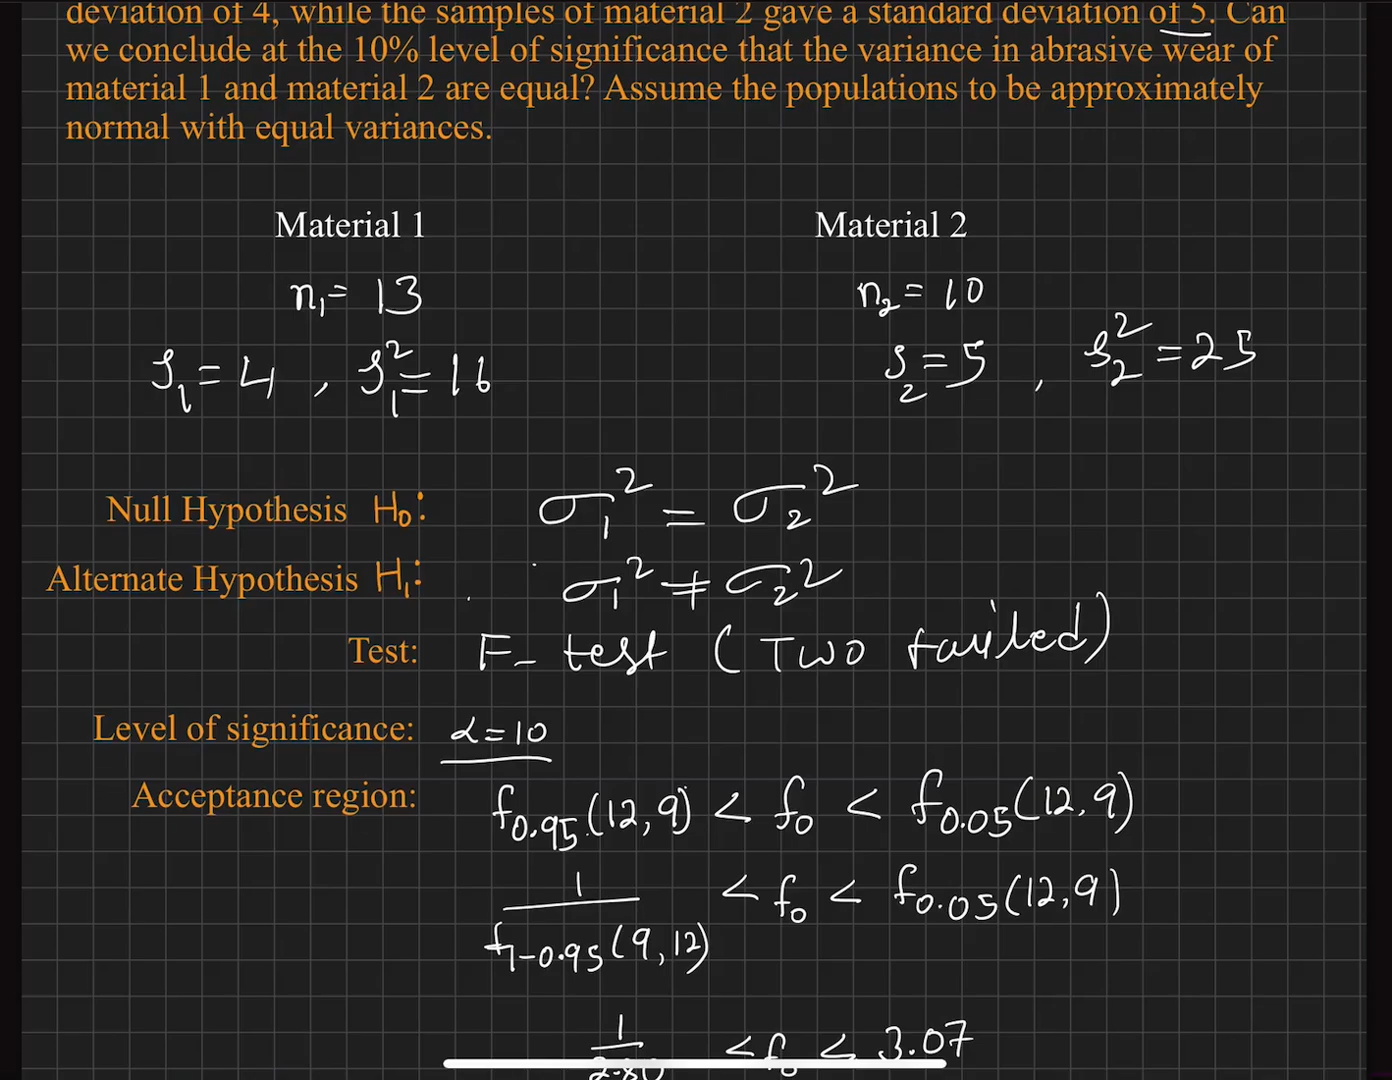 deviation of 4, while the samples of material 2 gave a standard deviation of 5. Can
we conclude at the 10% level of significance that the variance in abrasive wear of
material 1 and material 2 are equal? Assume the populations to be approximately
normal with equal variances.
Material 1 Material 2
n₁ = 13 n₂ = 10
s₁ = 4 , s₁² = 16 s₂ = 5 , s₂² = 25
Null Hypothesis H₀: σ₁² = σ₂²
Alternate Hypothesis H₁: σ₁² ≠ σ₂²
Test: F- test (Two tailed)
Level of significance: α = 10
Acceptance region: f₀.₉₅(12,9) < f₀ < f₀.₀₅(12,9)
1/f₁₋₀.₉₅(9,12) < f₀ < f₀.₀₅(12,9)
1/2.80 < f₀ < 3.07